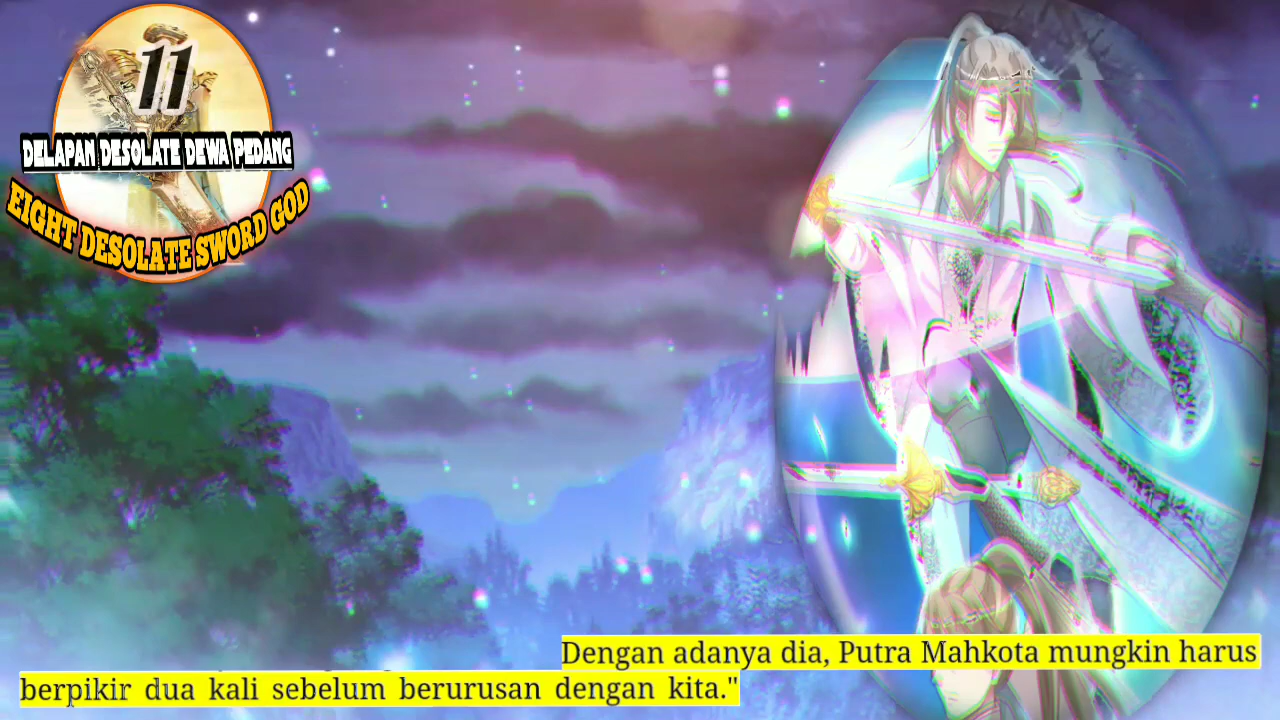 11
DELAPAN DESOLATE DEWA PEDANG
EIGHT DESOLATE SWORD GOD
Dengan adanya dia, Putra Mahkota mungkin harus
berpikir dua kali sebelum berurusan dengan kita."